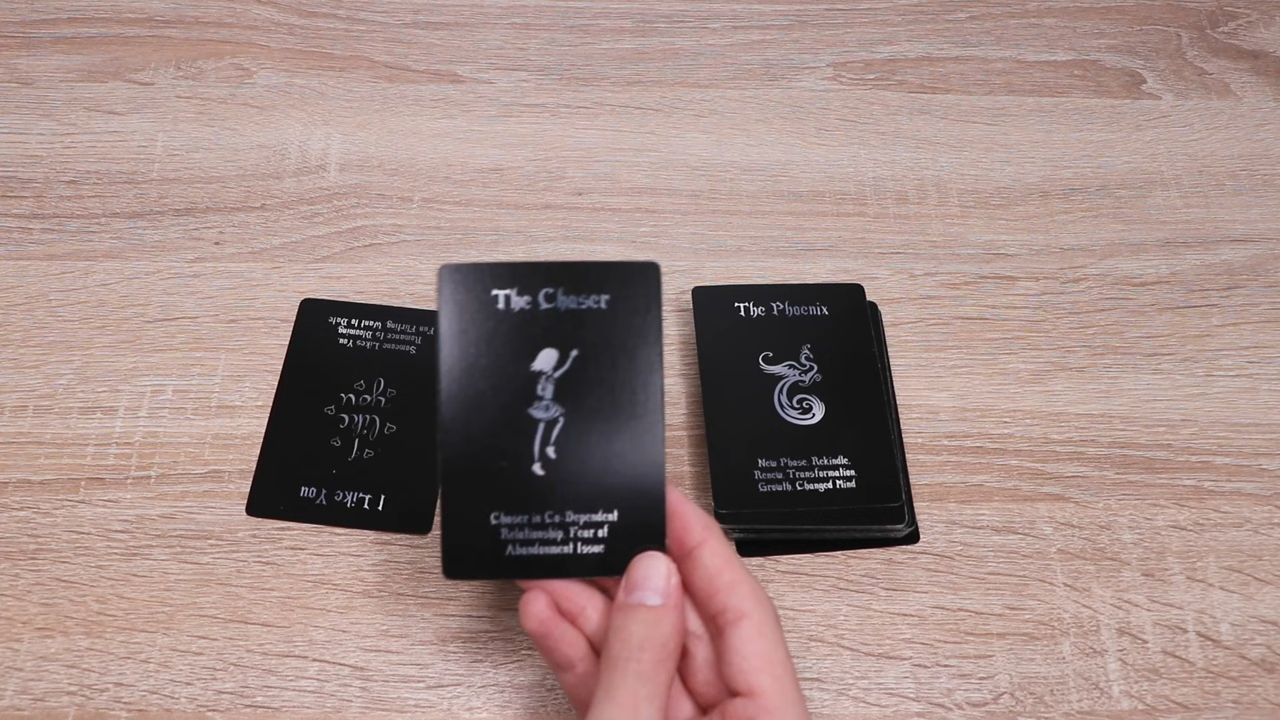 I Like You
I
like
you
Someone Likes You.
Romance Is Blooming.
Fun Flirting Want to Date
The Chaser
Chaser in Co-Dependent
Relationship. Fear of
Abandonment Issue
The Phoenix
New Phase. Rekindle.
Renew. Transformation.
Growth. Changed Mind